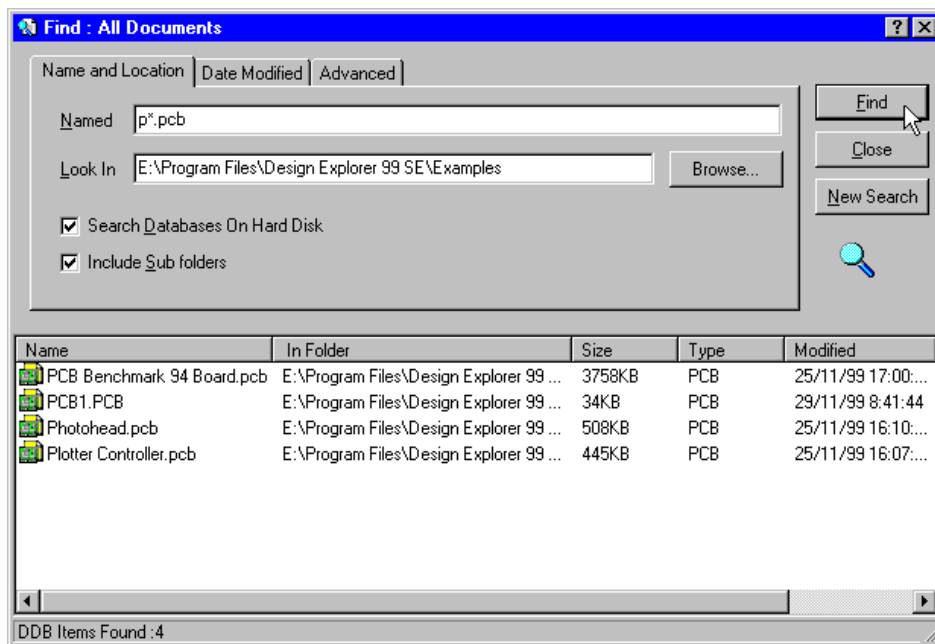 Find : All Documents
Name and Location Date Modified Advanced
Find
Named p*.pcb
Close
Look In E:\Program Files\Design Explorer 99 SE\Examples Browse...
New Search
Search Databases On Hard Disk
Include Sub folders
Name In Folder Size Type Modified
PCB Benchmark 94 Board.pcb E:\Program Files\Design Explorer 99 ... 3758KB PCB 25/11/99 17:00:...
PCB1.PCB E:\Program Files\Design Explorer 99 ... 34KB PCB 29/11/99 8:41:44
Photohead.pcb E:\Program Files\Design Explorer 99 ... 508KB PCB 25/11/99 16:10:...
Plotter Controller.pcb E:\Program Files\Design Explorer 99 ... 445KB PCB 25/11/99 16:07:...
DDB Items Found :4